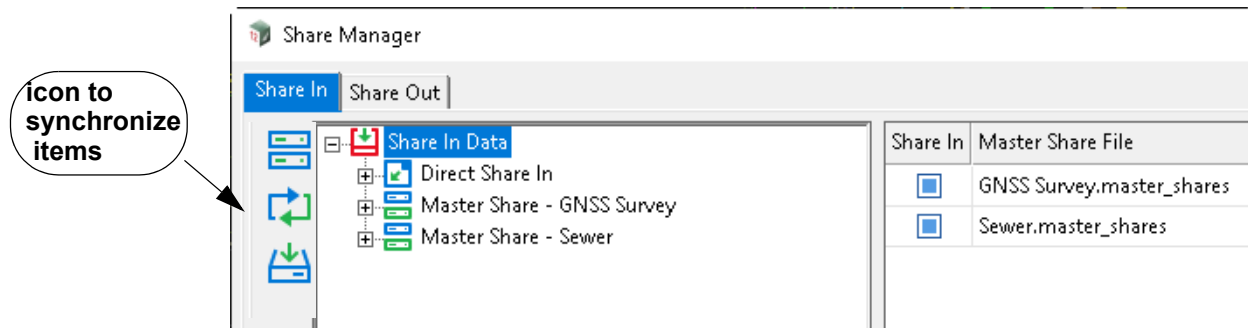 Share Manager
icon to
synchronize
items
Share In
Share Out
Share In Data
Direct Share In
Master Share - GNSS Survey
Master Share - Sewer
Share In Master Share File
GNSS Survey.master_shares
Sewer.master_shares